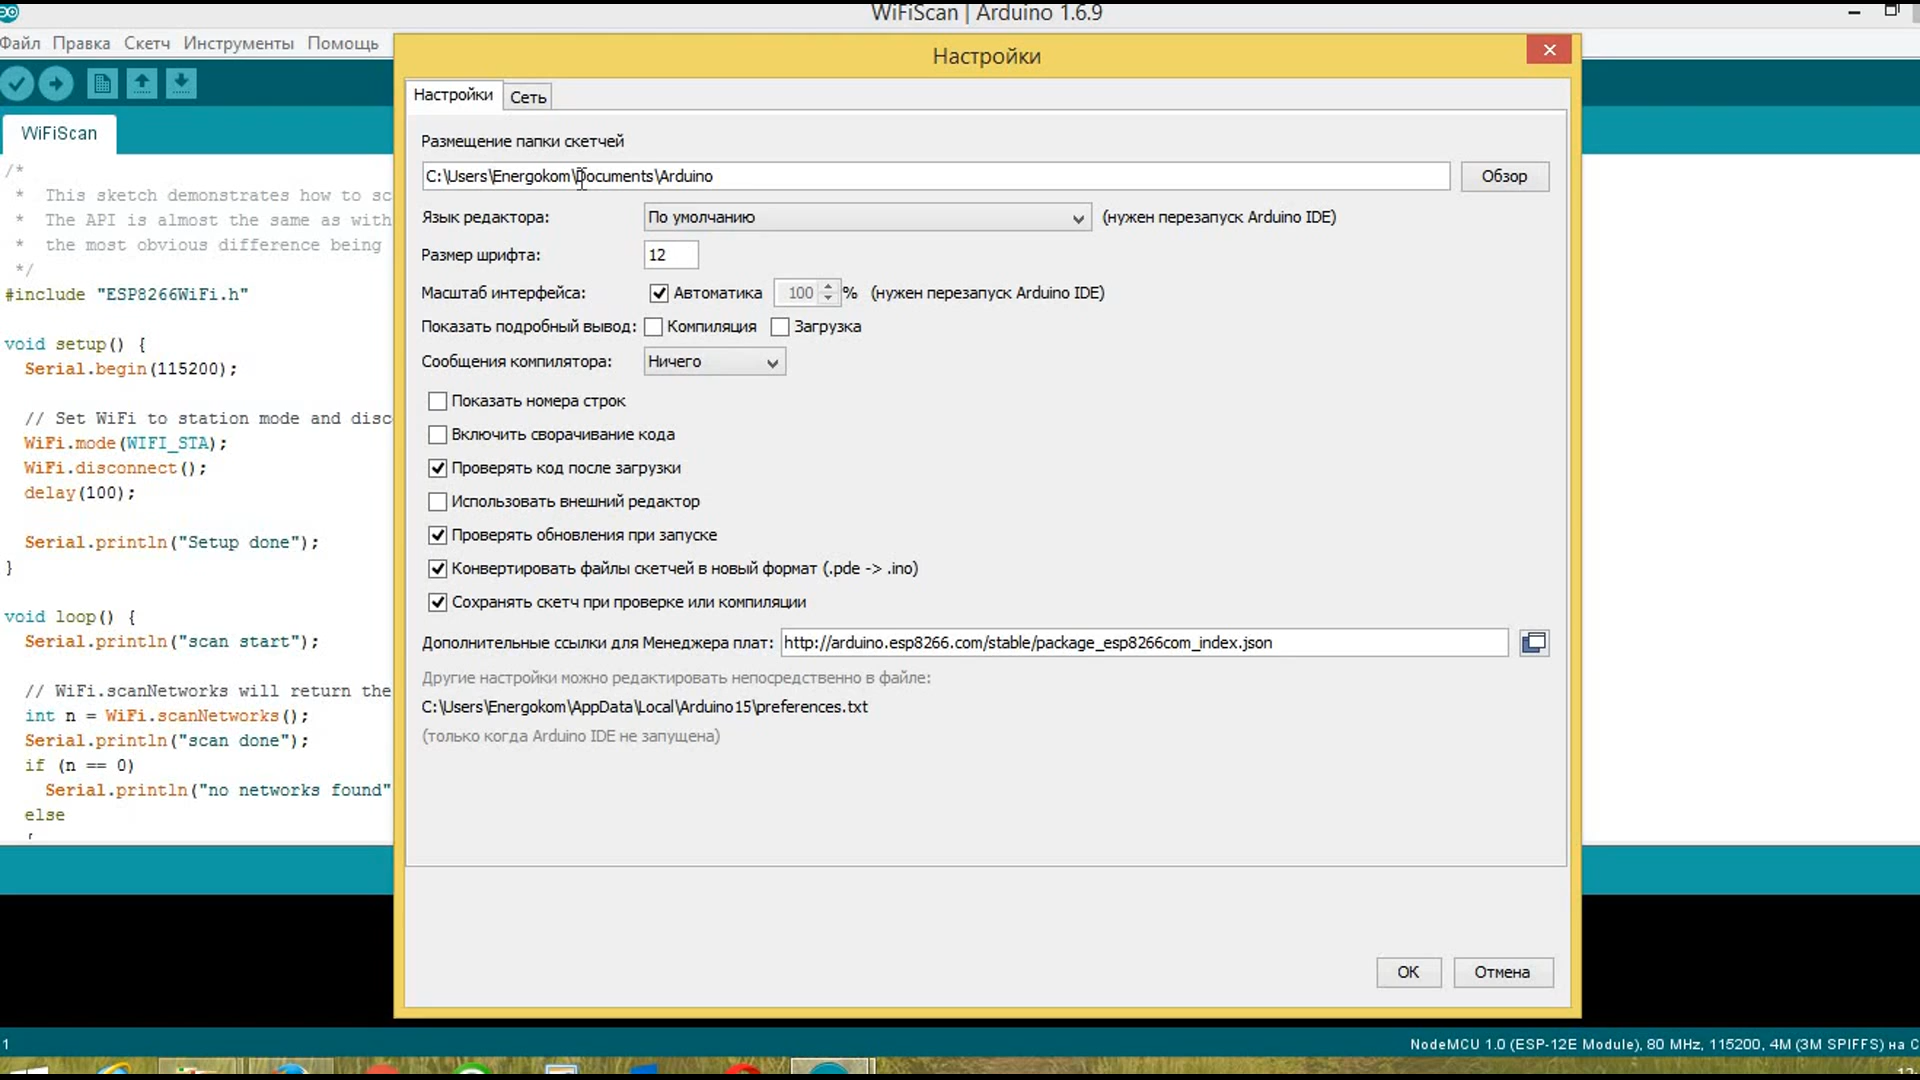 WiFiScan | Arduino 1.6.9
Файл Правка Скетч Инструменты Помощь
WiFiScan
/*
* This sketch demonstrates how to sc
* The API is almost the same as with
* the most obvious difference being
*/
#include "ESP8266WiFi.h"
void setup() {
Serial.begin(115200);
// Set WiFi to station mode and disc
WiFi.mode(WIFI_STA);
WiFi.disconnect();
delay(100);
Serial.println("Setup done");
}
void loop() {
Serial.println("scan start");
// WiFi.scanNetworks will return the
int n = WiFi.scanNetworks();
Serial.println("scan done");
if (n == 0)
Serial.println("no networks found"
else
{
Настройки
Настройки Сеть
Размещение папки скетчей
C:\Users\Energokom\Documents\Arduino
Обзор
Язык редактора: По умолчанию (нужен перезапуск Arduino IDE)
Размер шрифта: 12
Масштаб интерфейса: Автоматика 100 % (нужен перезапуск Arduino IDE)
Показать подробный вывод: Компиляция Загрузка
Сообщения компилятора: Ничего
Показать номера строк
Включить сворачивание кода
Проверять код после загрузки
Использовать внешний редактор
Проверять обновления при запуске
Конвертировать файлы скетчей в новый формат (.pde -> .ino)
Сохранять скетч при проверке или компиляции
Дополнительные ссылки для Менеджера плат: http://arduino.esp8266.com/stable/package_esp8266com_index.json
Другие настройки можно редактировать непосредственно в файле:
C:\Users\Energokom\AppData\Local\Arduino15\preferences.txt
(только когда Arduino IDE не запущена)
OK Отмена
1
NodeMCU 1.0 (ESP-12E Module), 80 MHz, 115200, 4M (3M SPIFFS) на C